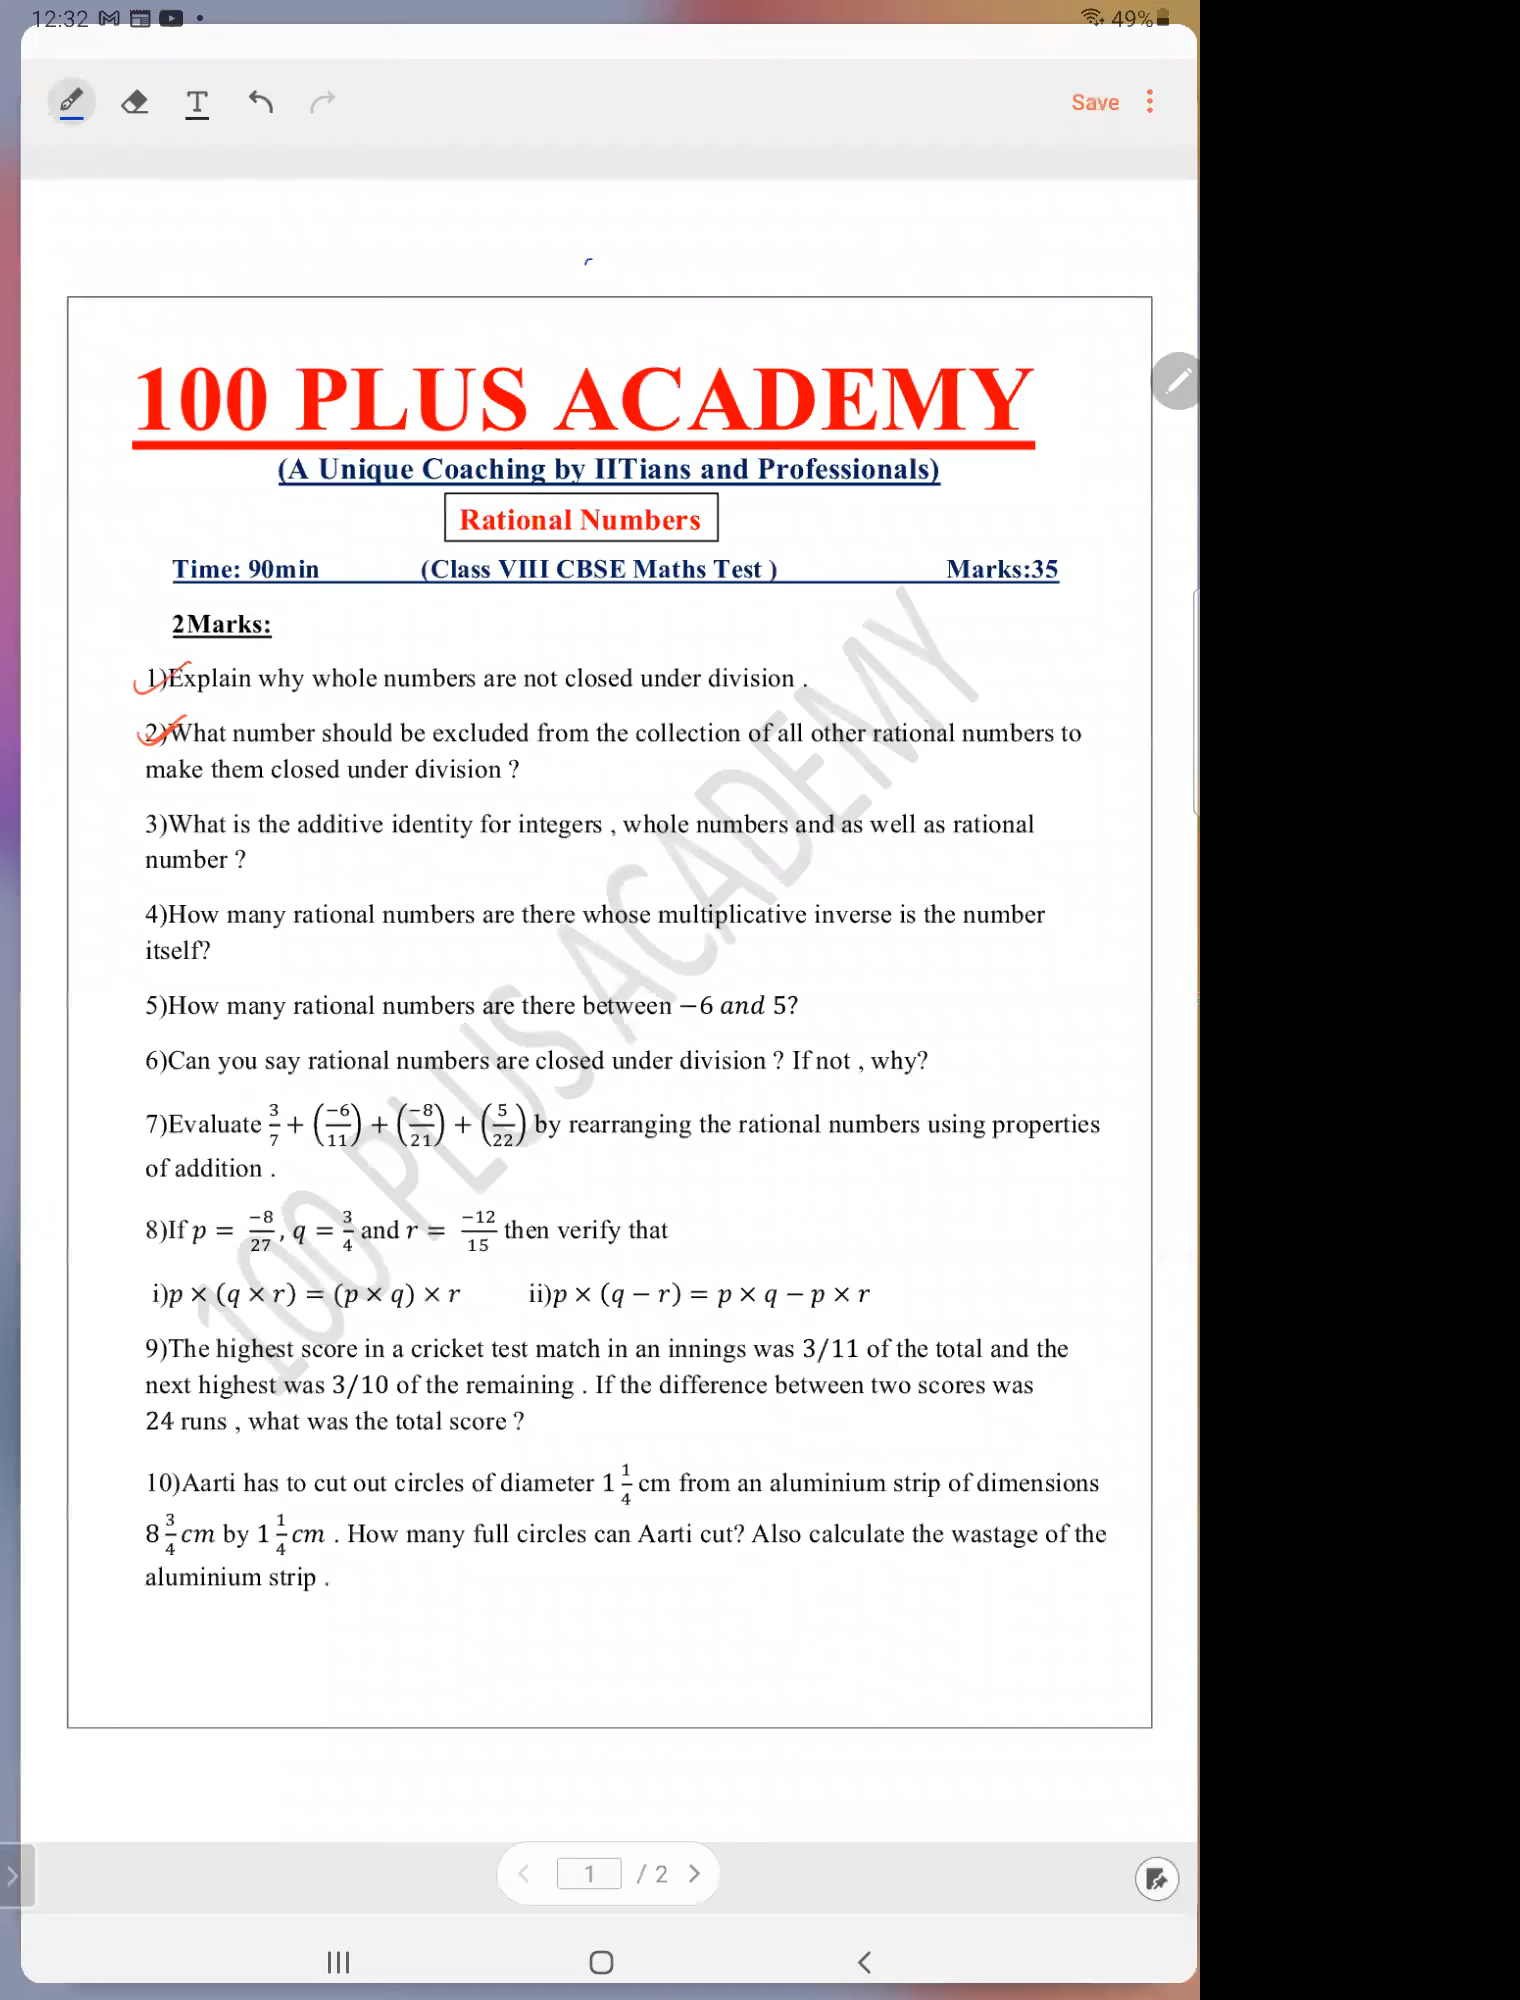 12:32
49%
Save
100 PLUS ACADEMY
(A Unique Coaching by IITians and Professionals)
Rational Numbers
Time: 90min (Class VIII CBSE Maths Test ) Marks:35
2Marks:
1)Explain why whole numbers are not closed under division .
2)What number should be excluded from the collection of all other rational numbers to
make them closed under division ?
3)What is the additive identity for integers , whole numbers and as well as rational
number ?
4)How many rational numbers are there whose multiplicative inverse is the number
itself?
5)How many rational numbers are there between −6 and 5?
6)Can you say rational numbers are closed under division ? If not , why?
7)Evaluate 3/7 + (−6/11) + (−8/21) + (5/22) by rearranging the rational numbers using properties
of addition .
8)If p = −8/27, q = 3/4 and r = −12/15 then verify that
i)p × (q × r) = (p × q) × r ii)p × (q − r) = p × q − p × r
9)The highest score in a cricket test match in an innings was 3/11 of the total and the
next highest was 3/10 of the remaining . If the difference between two scores was
24 runs , what was the total score ?
10)Aarti has to cut out circles of diameter 1 1/4 cm from an aluminium strip of dimensions
8 3/4 cm by 1 1/4 cm . How many full circles can Aarti cut? Also calculate the wastage of the
aluminium strip .
100 PLUS ACADEMY
1 / 2